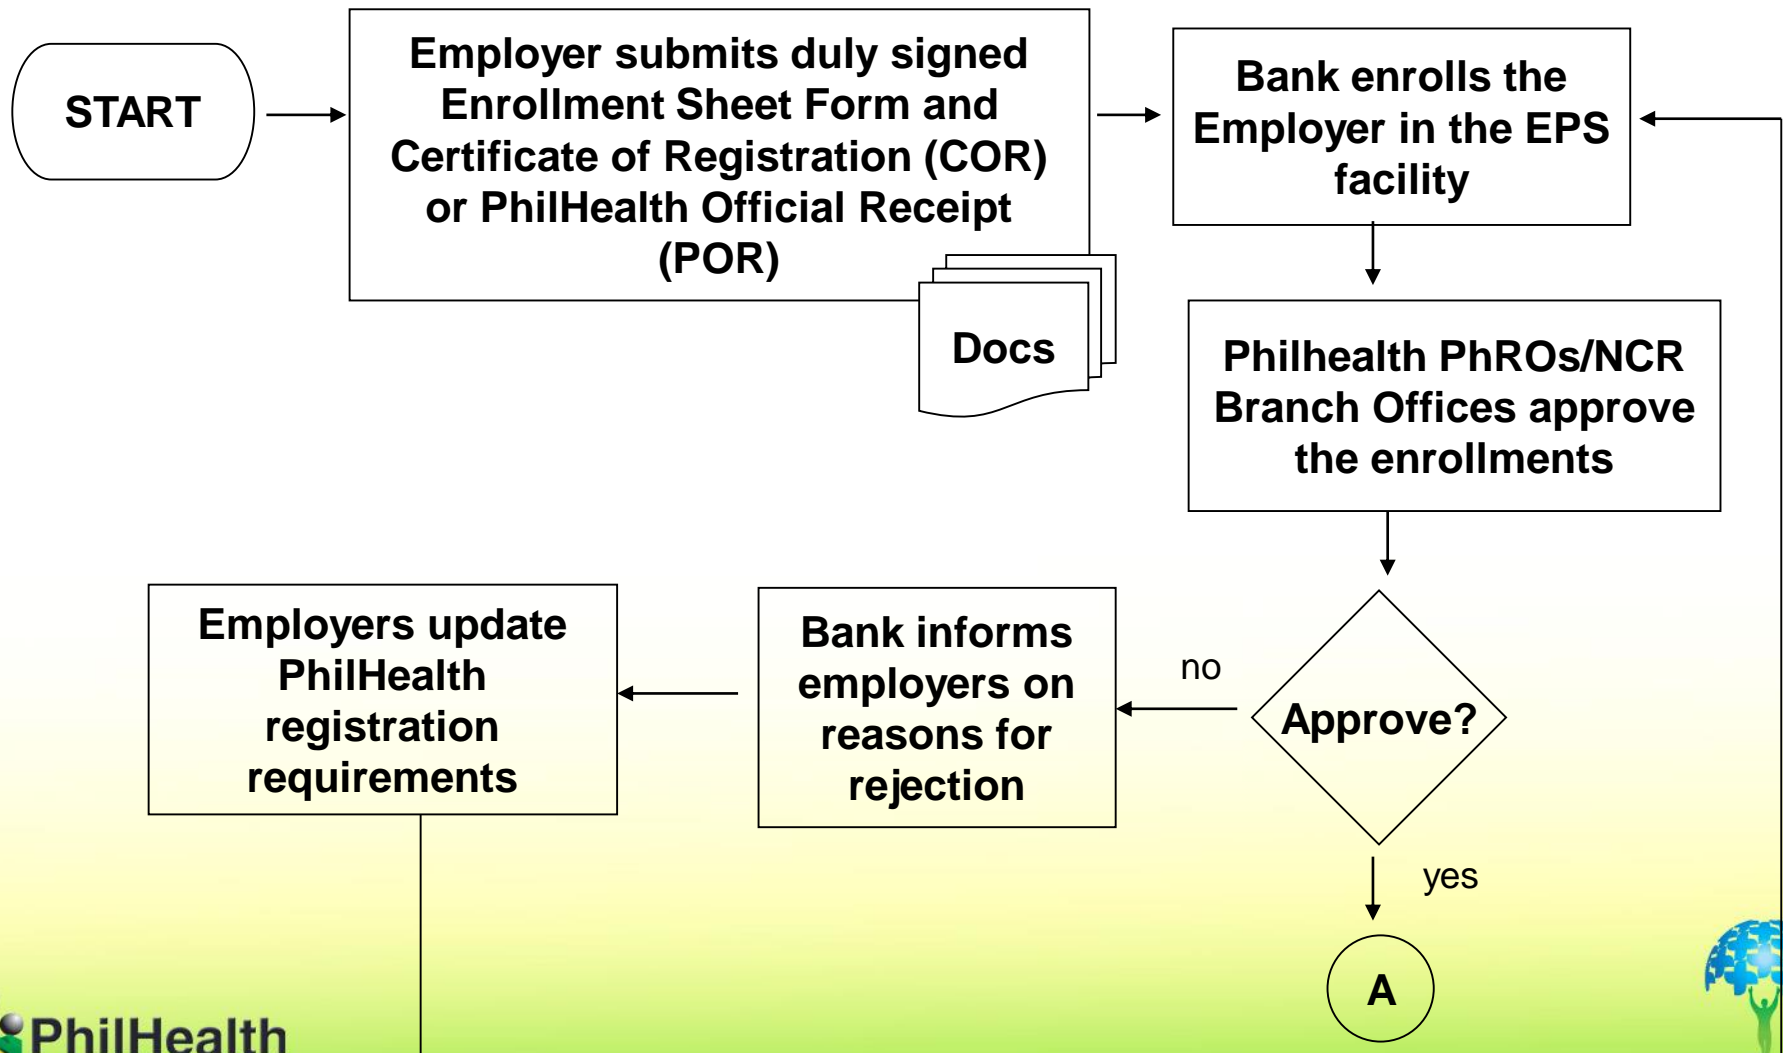 START
Employer submits duly signed
Enrollment Sheet Form and
Certificate of Registration (COR)
or PhilHealth Official Receipt
(POR)
Docs
Bank enrolls the
Employer in the EPS
facility
Philhealth PhROs/NCR
Branch Offices approve
the enrollments
Approve?
no
Bank informs
employers on
reasons for
rejection
Employers update
PhilHealth
registration
requirements
yes
A
PhilHealth